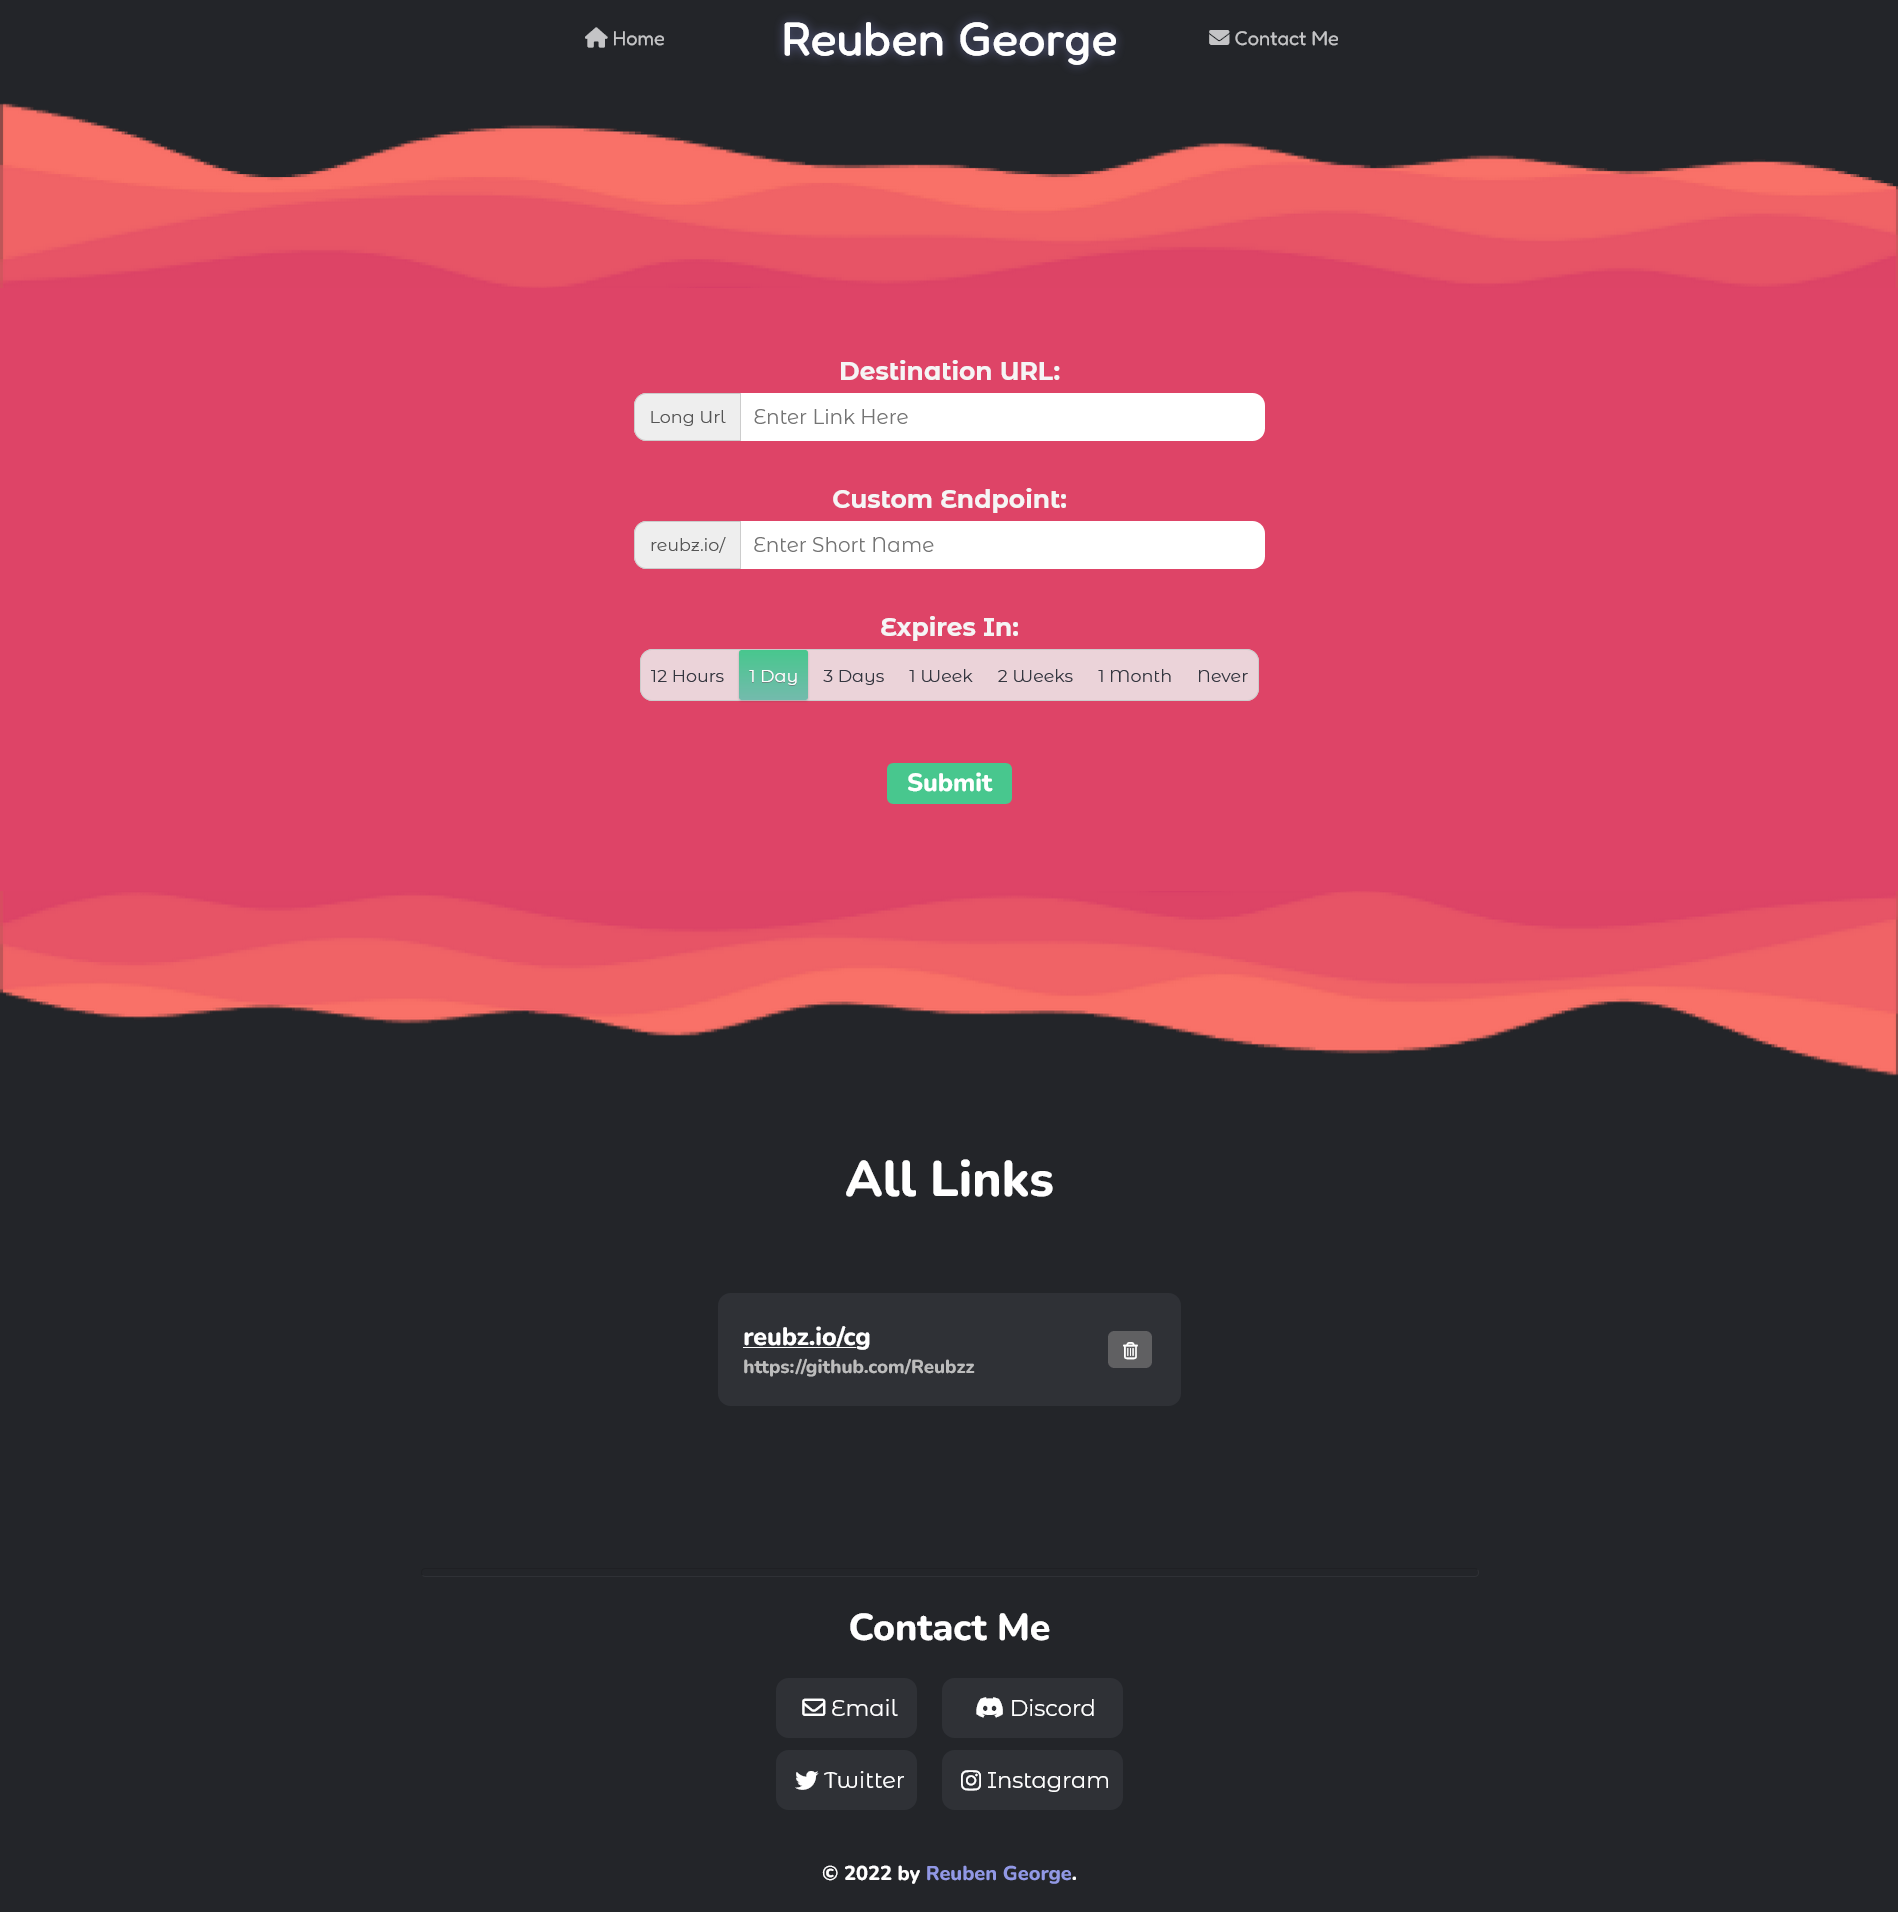 Home
Reuben George
Contact Me
Destination URL:
Long Url Enter Link Here
Custom Endpoint:
reubz.io/ Enter Short Name
Expires In:
12 Hours 1 Day 3 Days 1 Week 2 Weeks 1 Month Never
Submit
All Links
reubz.io/cg
https://github.com/Reubzz
Contact Me
Email Discord
Twitter Instagram
© 2022 by Reuben George.